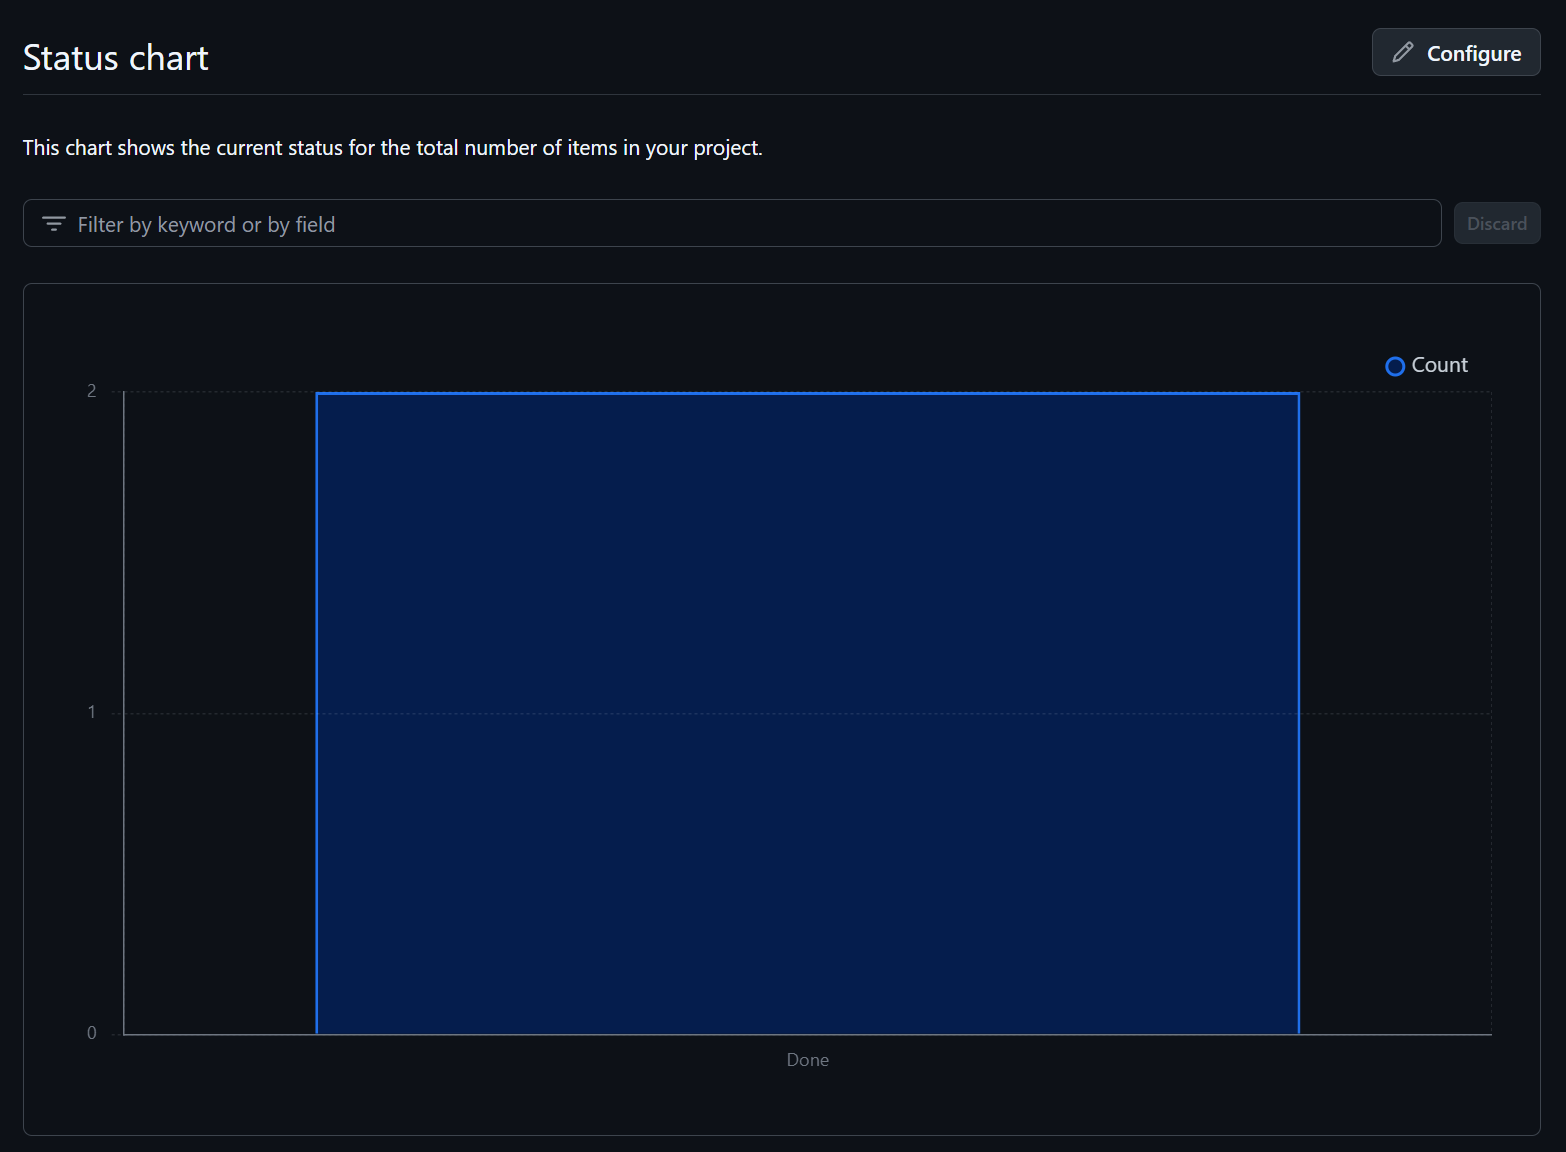 Status chart
Configure
This chart shows the current status for the total number of items in your project.
Filter by keyword or by field
Discard
Count
2
1
0
Done